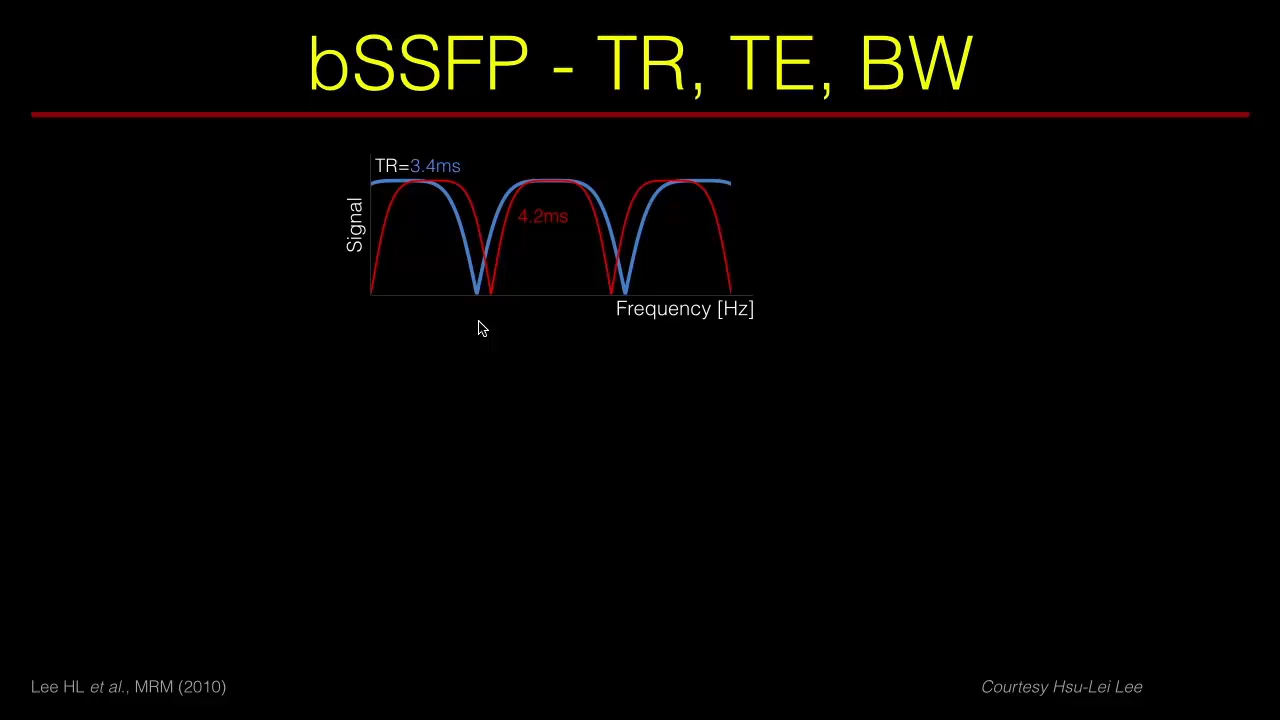 bSSFP - TR, TE, BW
TR=3.4ms
4.2ms
Signal
Frequency [Hz]
Lee HL et al., MRM (2010)
Courtesy Hsu-Lei Lee